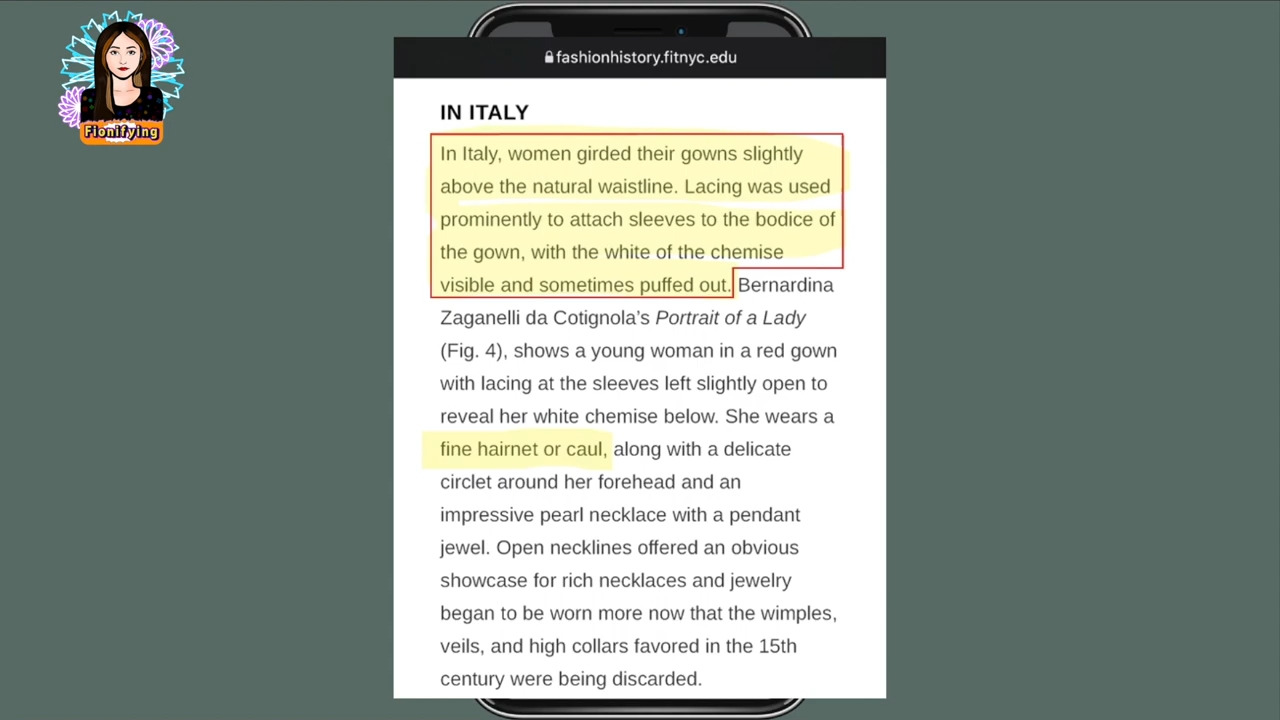 Fionifying
fashionhistory.fitnyc.edu
IN ITALY
In Italy, women girded their gowns slightly
above the natural waistline. Lacing was used
prominently to attach sleeves to the bodice of
the gown, with the white of the chemise
visible and sometimes puffed out. Bernardina
Zaganelli da Cotignola’s Portrait of a Lady
(Fig. 4), shows a young woman in a red gown
with lacing at the sleeves left slightly open to
reveal her white chemise below. She wears a
fine hairnet or caul, along with a delicate
circlet around her forehead and an
impressive pearl necklace with a pendant
jewel. Open necklines offered an obvious
showcase for rich necklaces and jewelry
began to be worn more now that the wimples,
veils, and high collars favored in the 15th
century were being discarded.